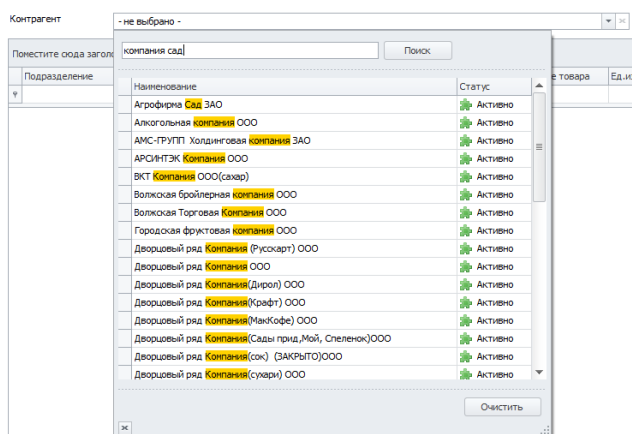 Контрагент
- не выбрано -
Поместите сюда заголо
компания сад
Поиск
Подразделение
е товара
Ед.из
Наименование
Статус
Агрофирма Сад ЗАО
Активно
Алкогольная компания ООО
Активно
АМС-ГРУПП Холдинговая компания ЗАО
Активно
АРСИНТЭК Компания ООО
Активно
ВКТ Компания ООО(сахар)
Активно
Волжская бройлерная компания ООО
Активно
Волжская Торговая Компания ООО
Активно
Городская фруктовая компания ООО
Активно
Дворцовый ряд Компания (Русскарт) ООО
Активно
Дворцовый ряд Компания ООО
Активно
Дворцовый ряд Компания(Дирол) ООО
Активно
Дворцовый ряд Компания(Крафт) ООО
Активно
Дворцовый ряд Компания(МакКофе) ООО
Активно
Дворцовый ряд Компания(Сады прид,Мой, Спеленок)ООО
Активно
Дворцовый ряд Компания(сок) (ЗАКРЫТО)ООО
Активно
Дворцовый ряд Компания(сухари) ООО
Активно
Очистить